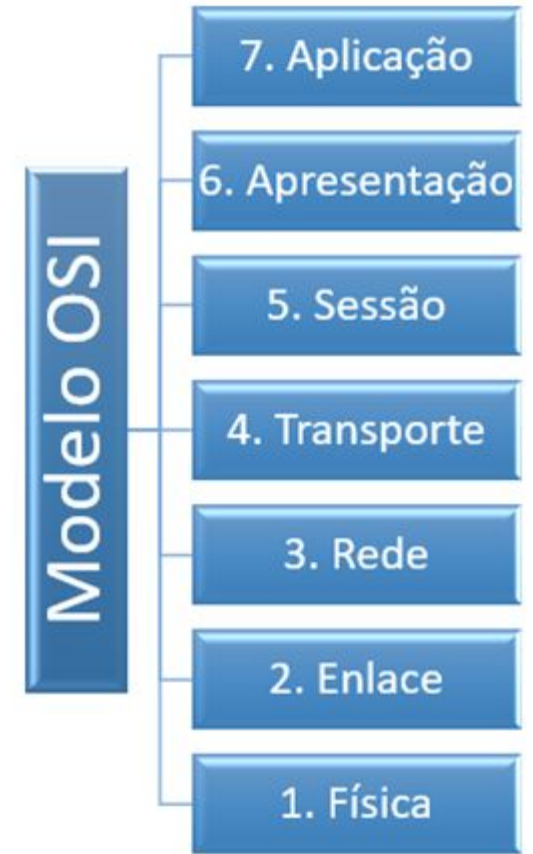 Modelo OSI
7. Aplicação
6. Apresentação
5. Sessão
4. Transporte
3. Rede
2. Enlace
1. Física